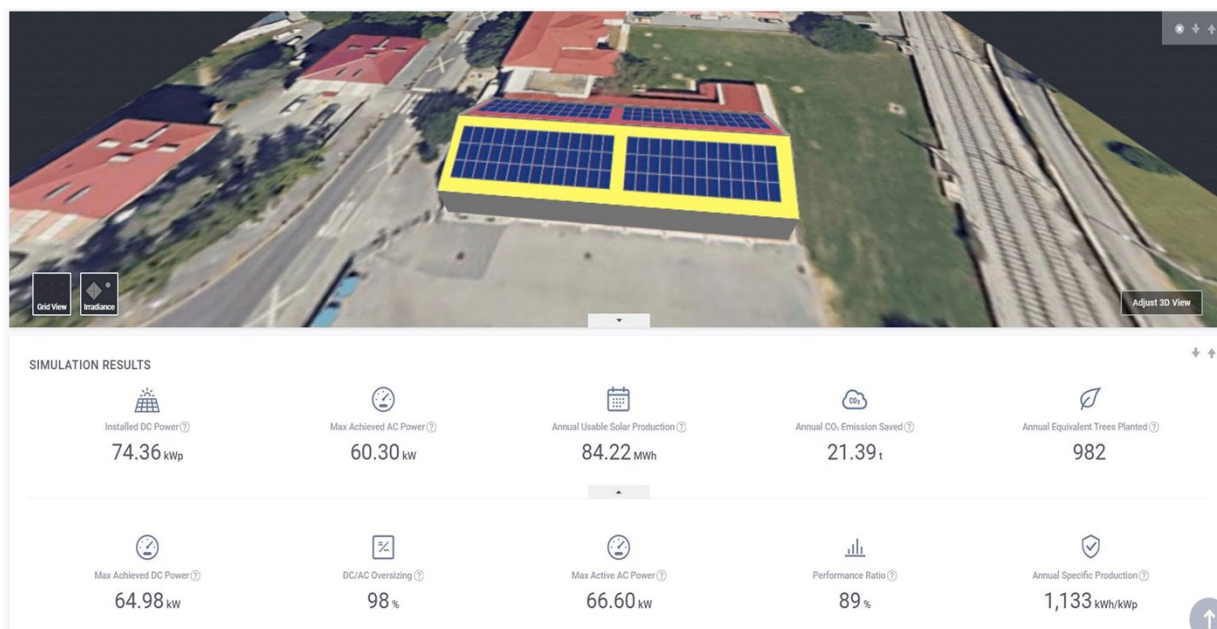 Grid View
Irradiance
Adjust 3D View
SIMULATION RESULTS
Installed DC Power
Max Achieved AC Power
Annual Usable Solar Production
Annual CO₂ Emission Saved
Annual Equivalent Trees Planted
74.36 kWp
60.30 kW
84.22 MWh
21.39 t
982
Max Achieved DC Power
DC/AC Oversizing
Max Active AC Power
Performance Ratio
Annual Specific Production
64.98 kW
98 %
66.60 kW
89 %
1,133 kWh/kWp